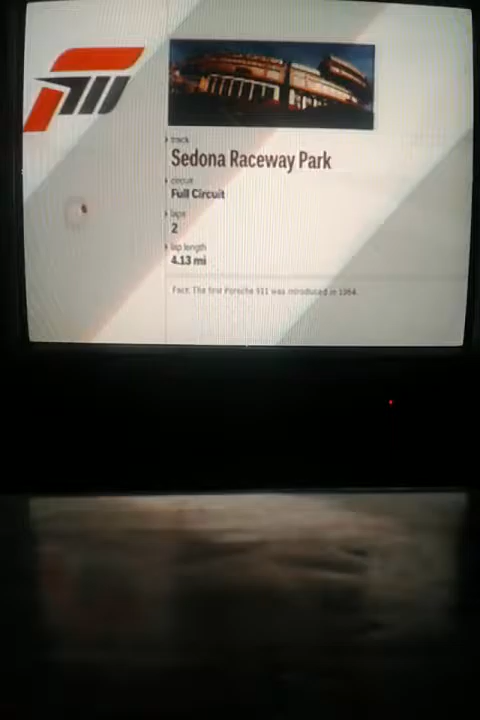 track
Sedona Raceway Park
circuit
Full Circuit
laps
2
lap length
4.13 mi
Fact: The first Porsche 911 was introduced in 1964.